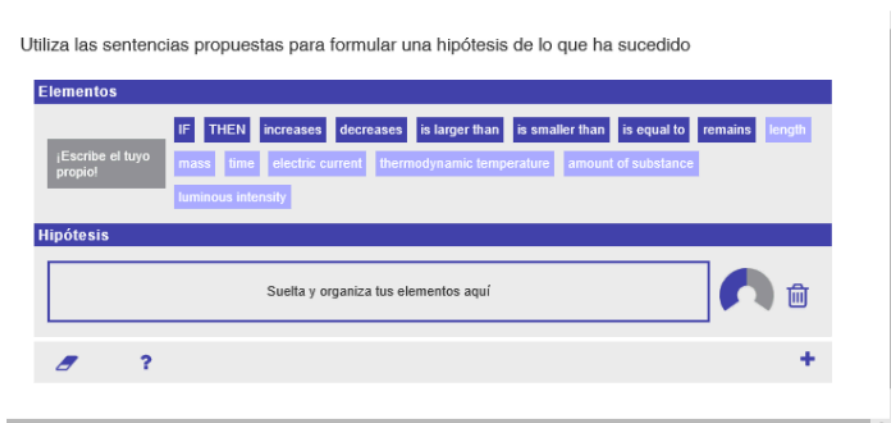 Utiliza las sentencias propuestas para formular una hipótesis de lo que ha sucedido
Elementos
¡Escribe el tuyo
propio!
IF THEN increases decreases is larger than is smaller than is equal to remains length
mass time electric current thermodynamic temperature amount of substance
luminous intensity
Hipótesis
Suelta y organiza tus elementos aquí
?
+